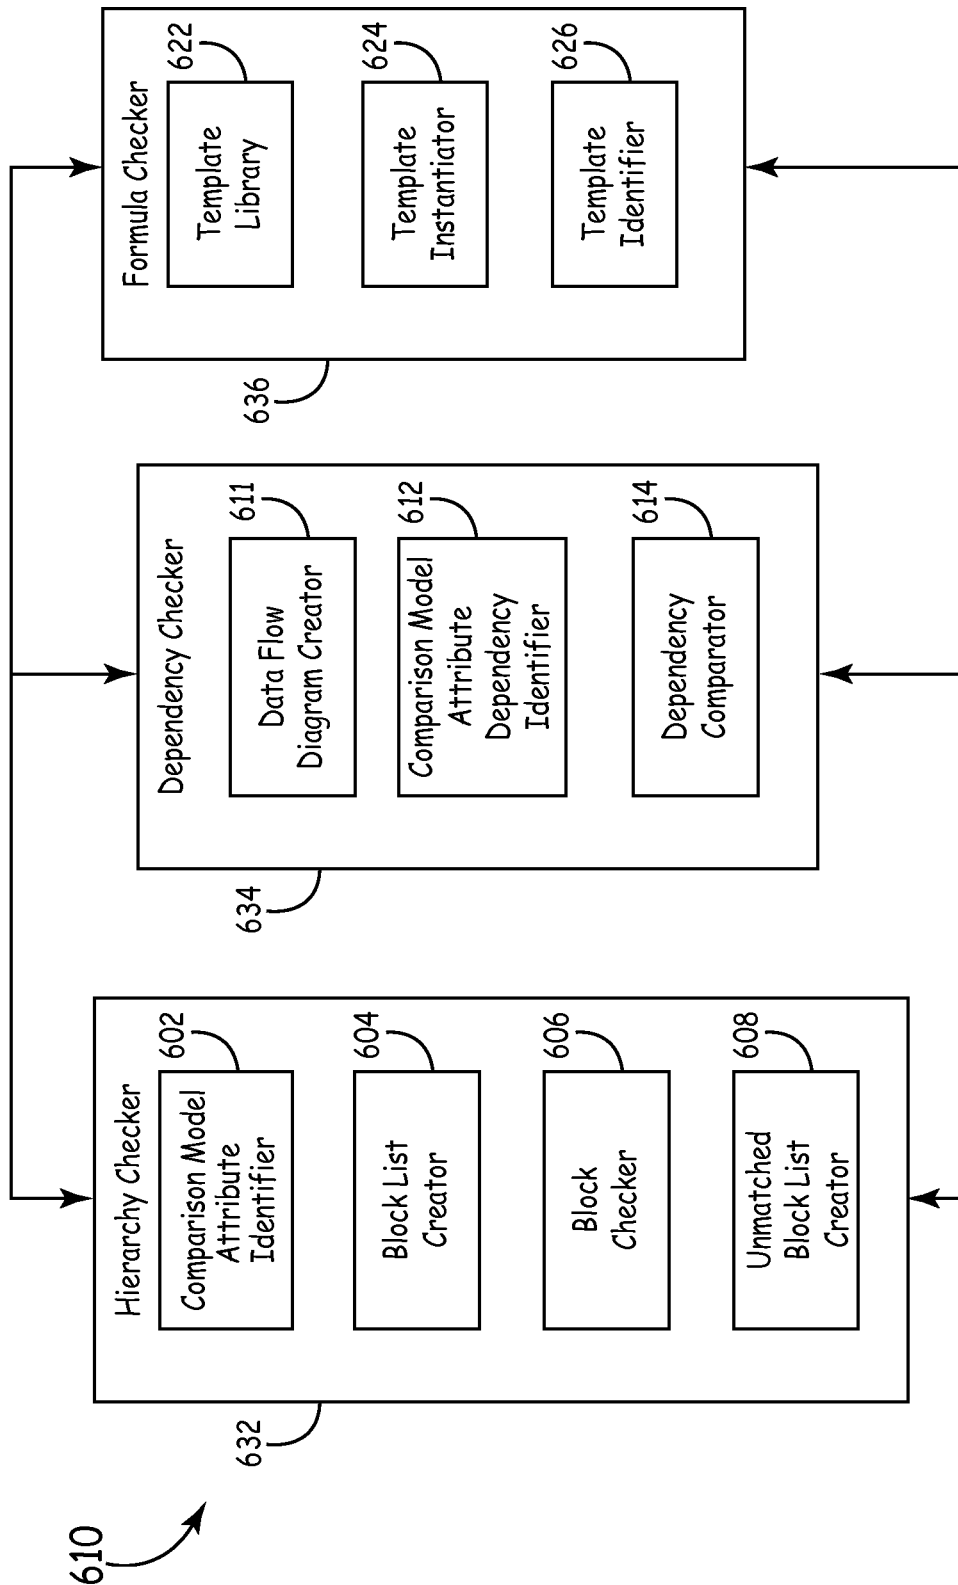 610
632
Hierarchy Checker
602
Comparison Model
Attribute
Identifier
604
Block List
Creator
606
Block
Checker
608
Unmatched
Block List
Creator
634
Dependency Checker
611
Data Flow
Diagram Creator
612
Comparison Model
Attribute
Dependency
Identifier
614
Dependency
Comparator
636
Formula Checker
622
Template
Library
624
Template
Instantiator
626
Template
Identifier